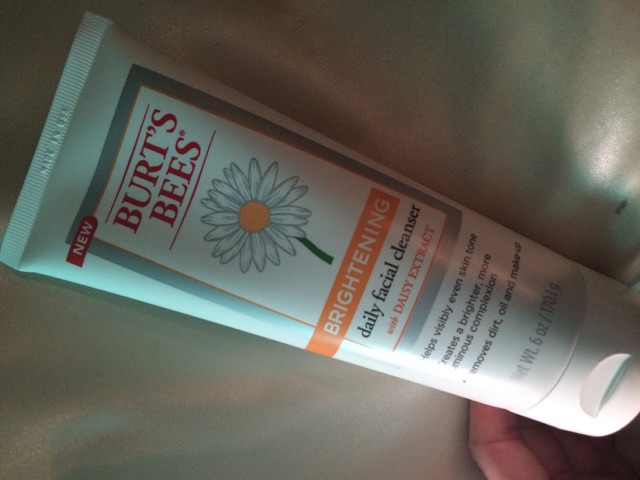 NEW
BURT'S
BEES®
BRIGHTENING
daily facial cleanser
with DAISY EXTRACT
Helps visibly even skin tone
Creates a brighter, more
luminous complexion
Removes dirt, oil and make-up
Net Wt. 6 oz / 170.1 g